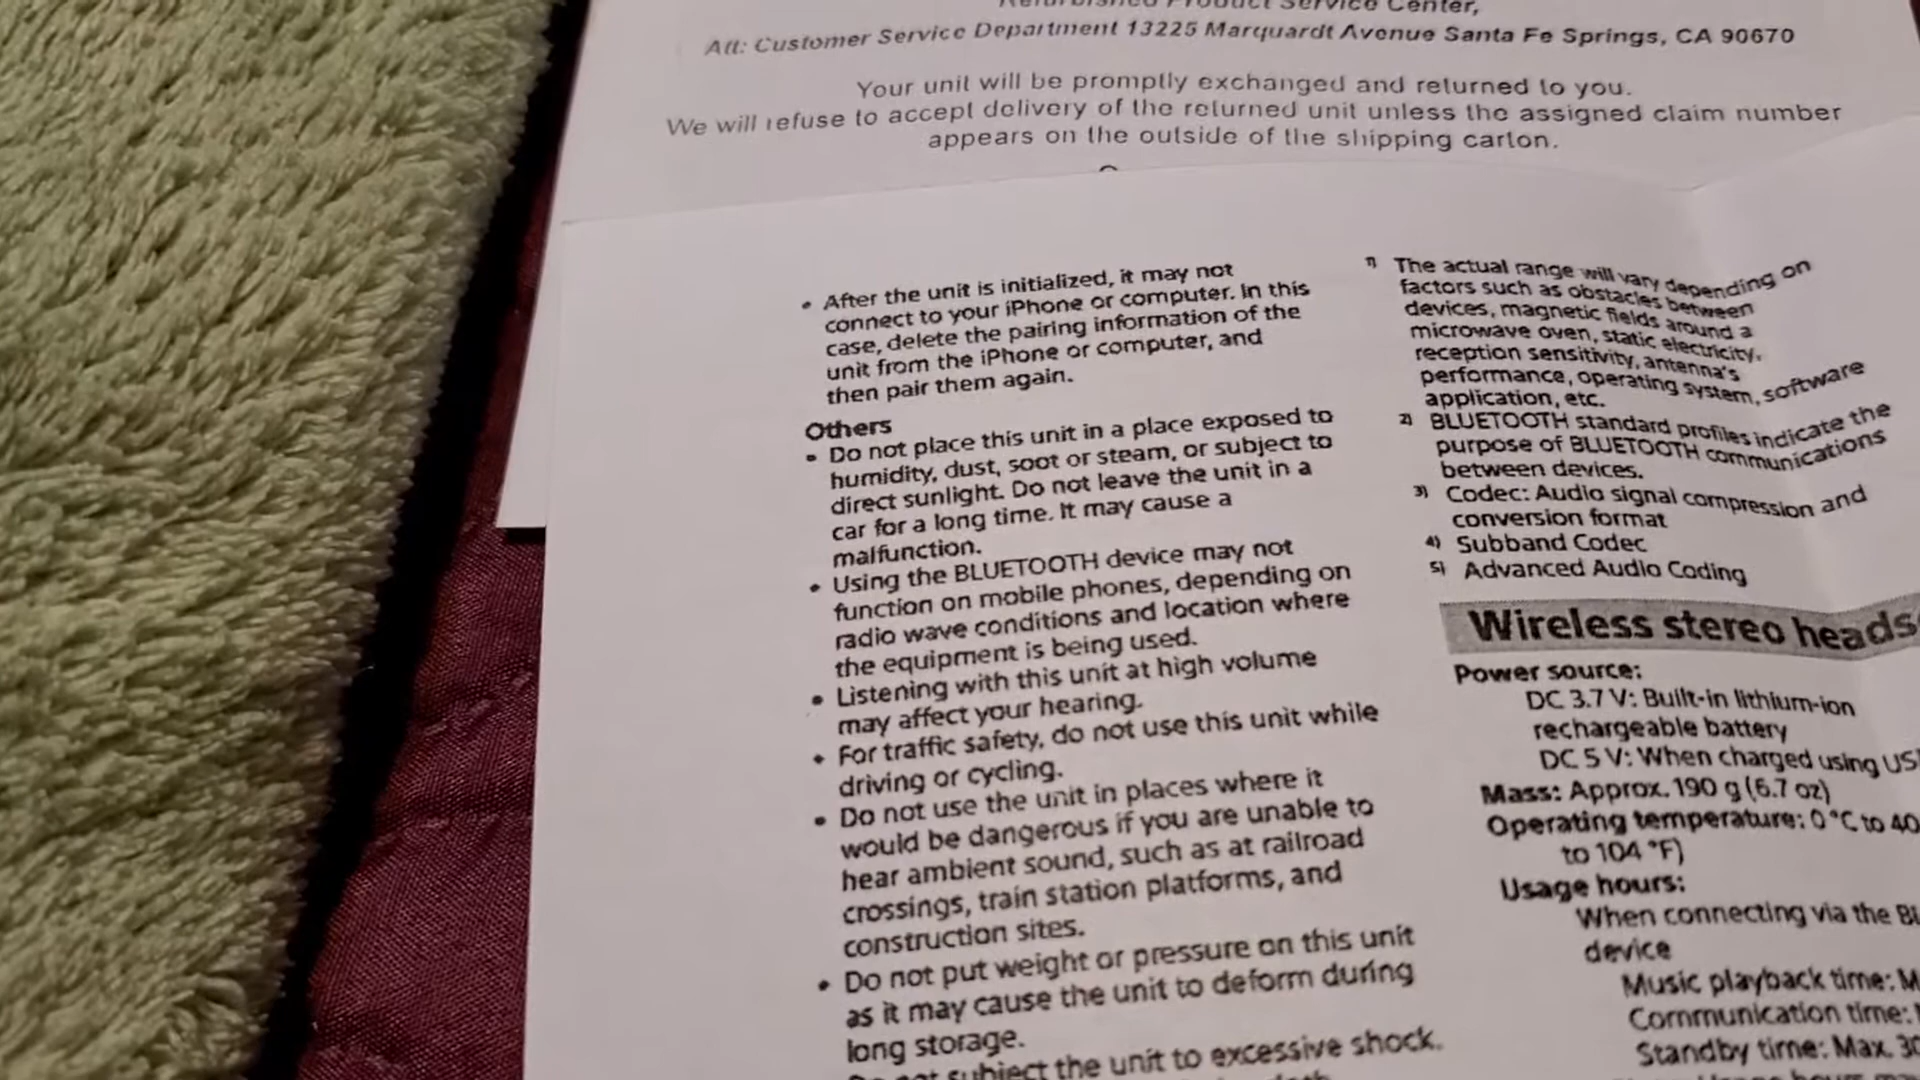 Refurbished Product Service Center,
Att: Customer Service Department 13225 Marquardt Avenue Santa Fe Springs, CA 90670
Your unit will be promptly exchanged and returned to you.
We will refuse to accept delivery of the returned unit unless the assigned claim number
appears on the outside of the shipping carton.
• After the unit is initialized, it may not
connect to your iPhone or computer. In this
case, delete the pairing information of the
unit from the iPhone or computer, and
then pair them again.
Others
• Do not place this unit in a place exposed to
humidity, dust, soot or steam, or subject to
direct sunlight. Do not leave the unit in a
car for a long time. It may cause a
malfunction.
• Using the BLUETOOTH device may not
function on mobile phones, depending on
radio wave conditions and location where
the equipment is being used.
• Listening with this unit at high volume
may affect your hearing.
• For traffic safety, do not use this unit while
driving or cycling.
• Do not use the unit in places where it
would be dangerous if you are unable to
hear ambient sound, such as at railroad
crossings, train station platforms, and
construction sites.
• Do not put weight or pressure on this unit
as it may cause the unit to deform during
long storage.
not subject the unit to excessive shock.
1) The actual range will vary depending on
factors such as obstacles between
devices, magnetic fields around a
microwave oven, static electricity,
reception sensitivity, antenna's
performance, operating system, software
application, etc.
2) BLUETOOTH standard profiles indicate the
purpose of BLUETOOTH communications
between devices.
3) Codec: Audio signal compression and
conversion format
4) Subband Codec
5) Advanced Audio Coding
Wireless stereo heads
Power source:
DC 3.7 V: Built-in lithium-ion
rechargeable battery
DC 5 V: When charged using US
Mass: Approx. 190 g (6.7 oz)
Operating temperature: 0 °C to 40
to 104 °F)
Usage hours:
When connecting via the Bl
device
Music playback time: M
Communication time:
Standby time: Max. 30